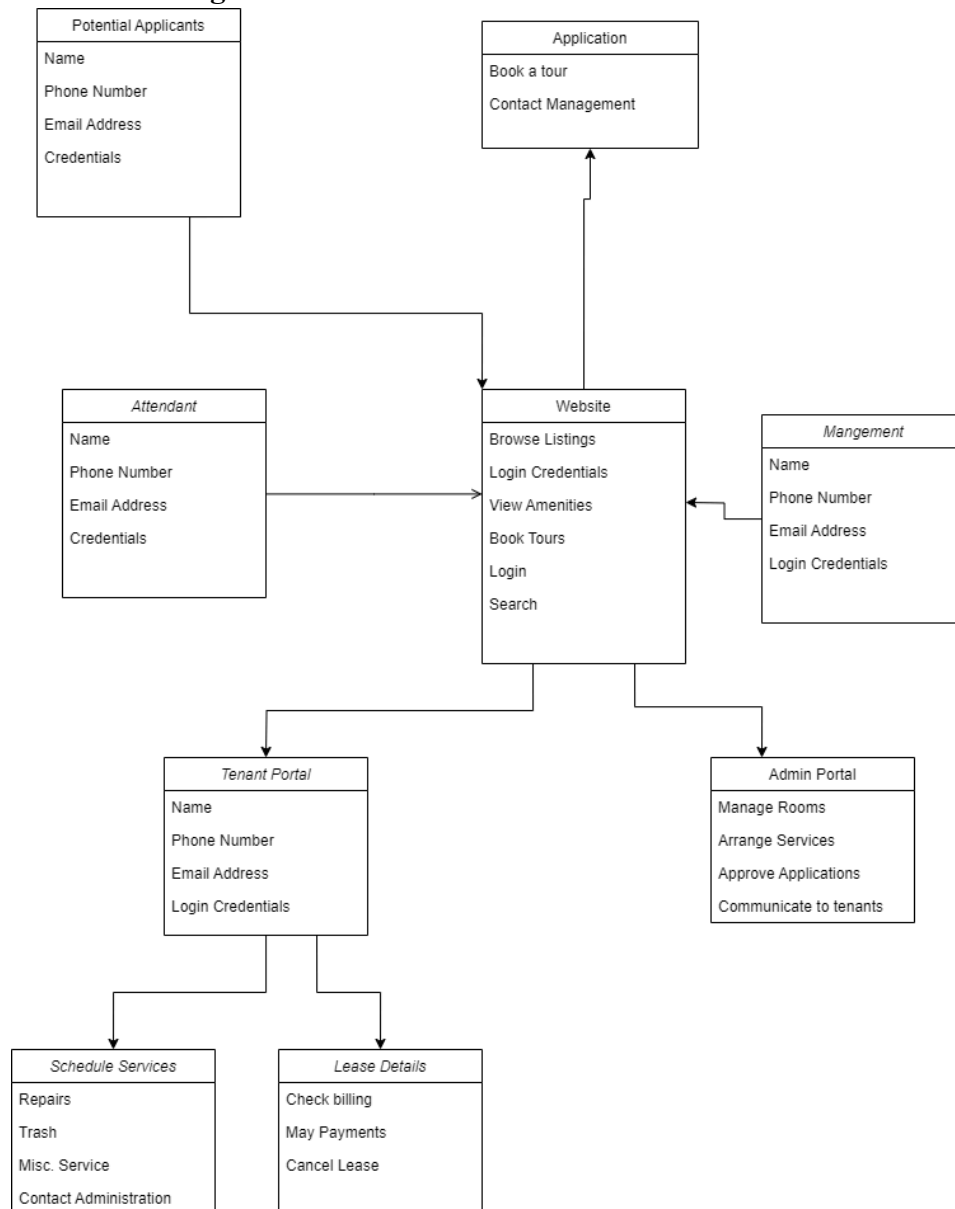 Potential Applicants
Name
Phone Number
Email Address
Credentials
Application
Book a tour
Contact Management
Attendant
Name
Phone Number
Email Address
Credentials
Website
Browse Listings
Login Credentials
View Amenities
Book Tours
Login
Search
Mangement
Name
Phone Number
Email Address
Login Credentials
Tenant Portal
Name
Phone Number
Email Address
Login Credentials
Admin Portal
Manage Rooms
Arrange Services
Approve Applications
Communicate to tenants
Schedule Services
Repairs
Trash
Misc. Service
Contact Administration
Lease Details
Check billing
May Payments
Cancel Lease